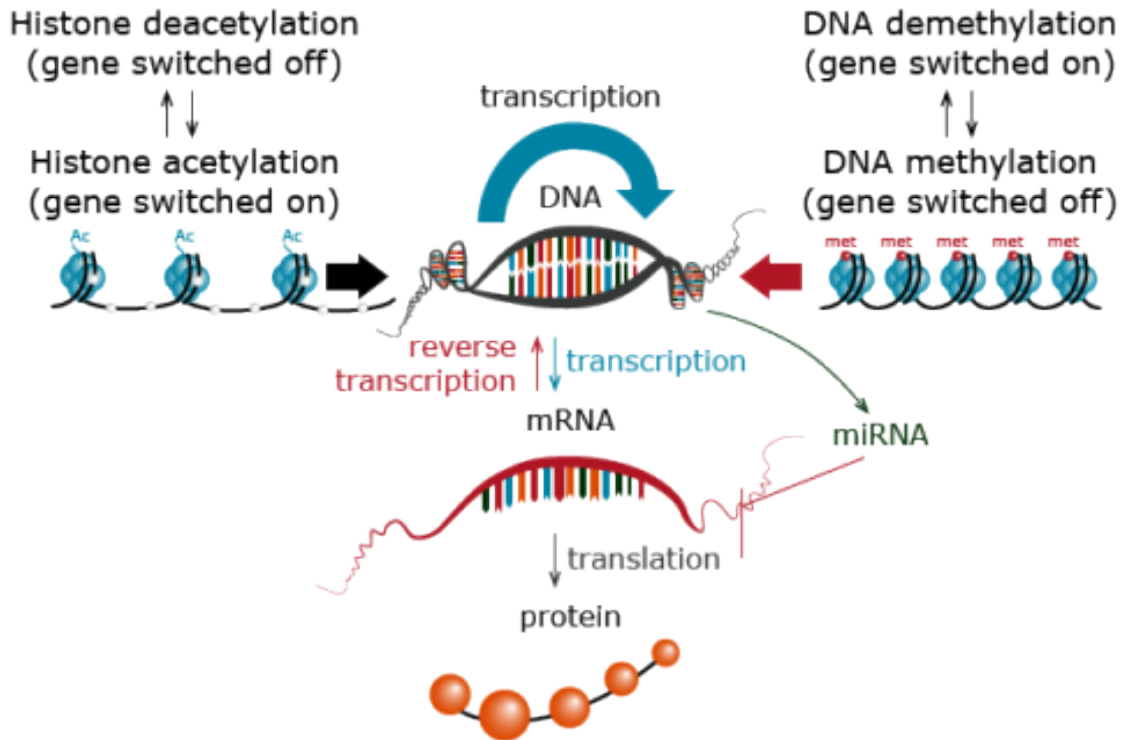 Histone deacetylation
(gene switched off)
Histone acetylation
(gene switched on)
Ac
Ac
Ac
transcription
DNA
DNA demethylation
(gene switched on)
DNA methylation
(gene switched off)
met
met
met
met
met
reverse
transcription
transcription
mRNA
miRNA
translation
protein